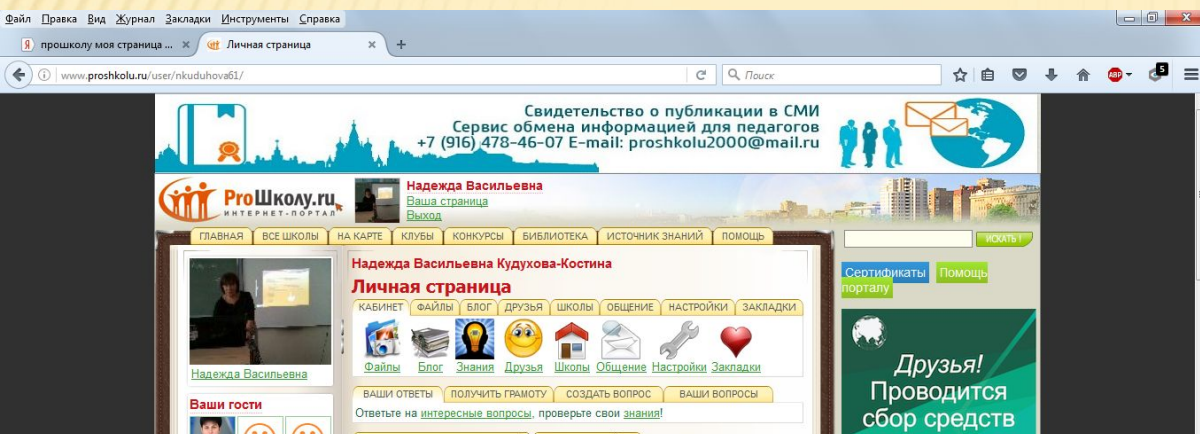 Файл Правка Вид Журнал Закладки Инструменты Справка
Я прошколу моя страница ... × Личная страница × +
www.proshkolu.ru/user/nkuduhova61/ Поиск ABP 5
Свидетельство о публикации в СМИ
Сервис обмена информацией для педагогов
+7 (916) 478-46-07 E-mail: proshkolu2000@mail.ru
ProШколу.ru
ИНТЕРНЕТ-ПОРТАЛ
Надежда Васильевна
Ваша страница
Выход
ГЛАВНАЯ ВСЕ ШКОЛЫ НА КАРТЕ КЛУБЫ КОНКУРСЫ БИБЛИОТЕКА ИСТОЧНИК ЗНАНИЙ ПОМОЩЬ
ИСКАТЬ !
Надежда Васильевна
Ваши гости
Надежда Васильевна Кудухова-Костина
Личная страница
КАБИНЕТ ФАЙЛЫ БЛОГ ДРУЗЬЯ ШКОЛЫ ОБЩЕНИЕ НАСТРОЙКИ ЗАКЛАДКИ
Файлы Блог Знания Друзья Школы Общение Настройки Закладки
ВАШИ ОТВЕТЫ ПОЛУЧИТЬ ГРАМОТУ СОЗДАТЬ ВОПРОС ВАШИ ВОПРОСЫ
Ответьте на интересные вопросы, проверьте свои знания!
Сертификаты Помощь
порталу
Друзья!
Проводится
сбор средств